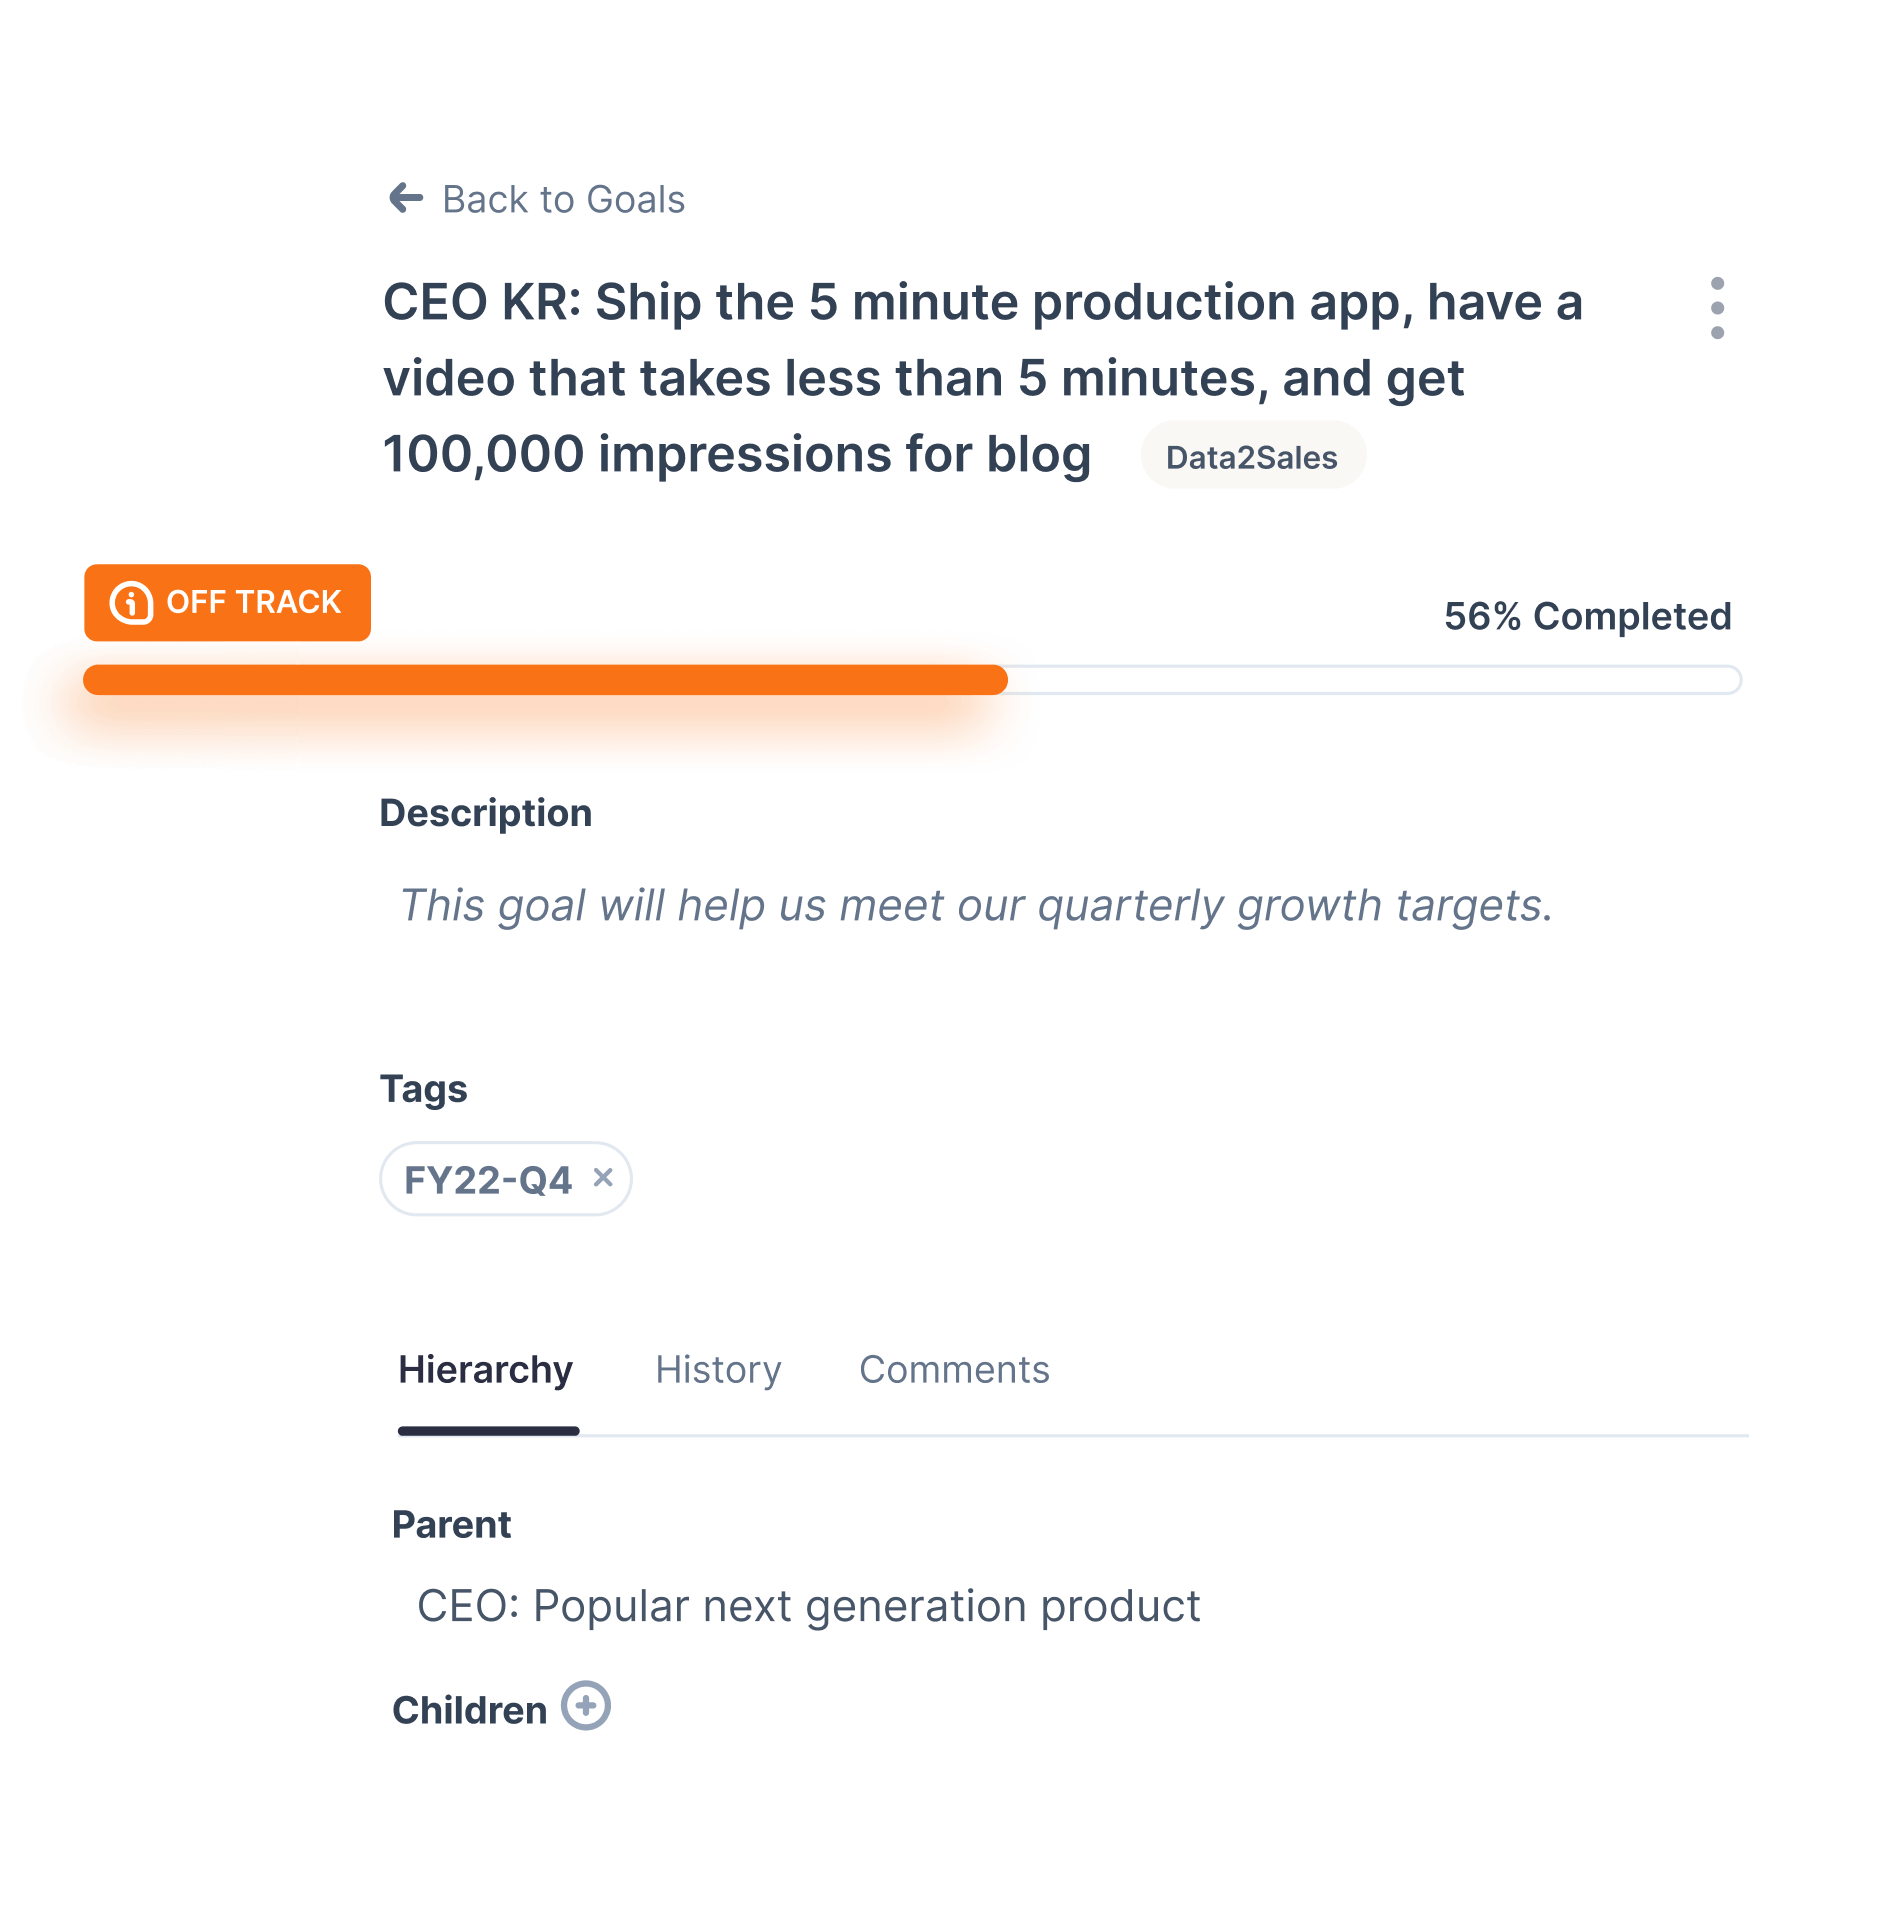 Back to Goals
CEO KR: Ship the 5 minute production app, have a
video that takes less than 5 minutes, and get
100,000 impressions for blog Data2Sales
OFF TRACK
56% Completed
Description
This goal will help us meet our quarterly growth targets.
Tags
FY22-Q4
Hierarchy History Comments
Parent
CEO: Popular next generation product
Children